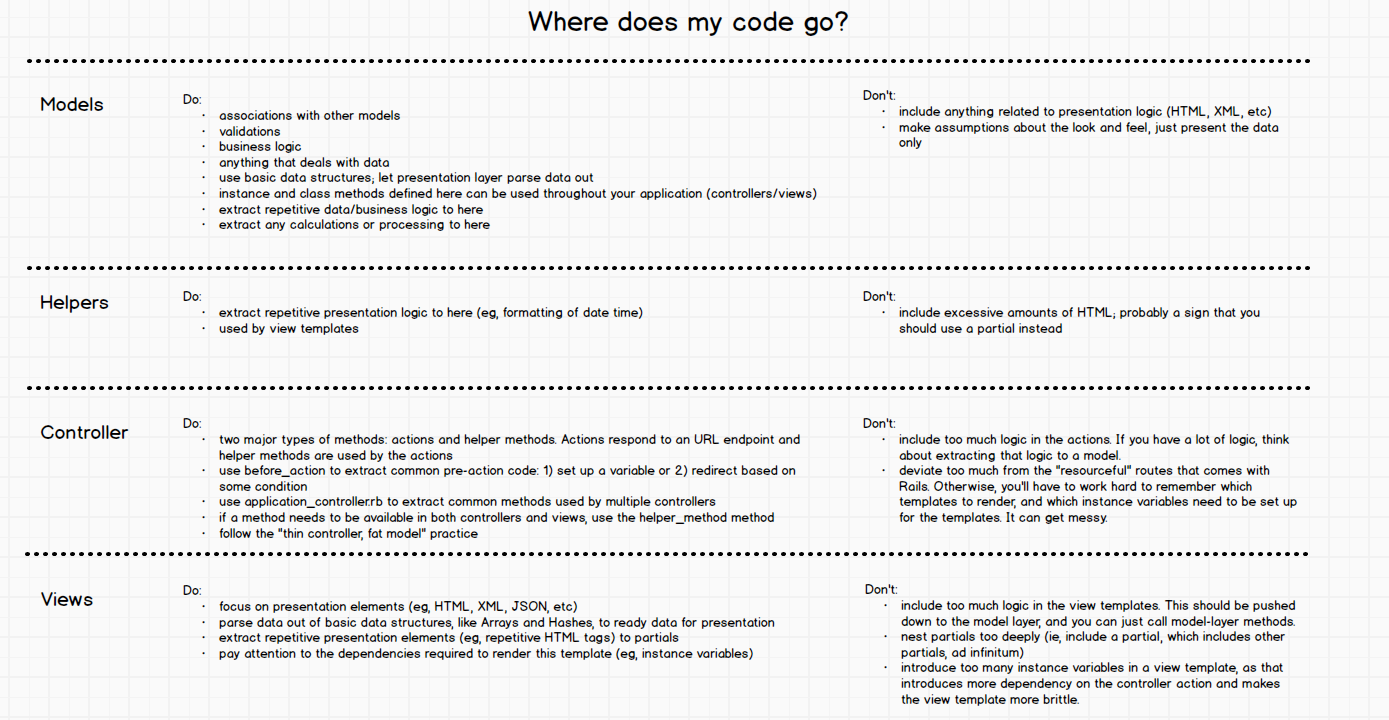 Where does my code go?
Models
Do:
· associations with other models
· validations
· business logic
· anything that deals with data
· use basic data structures; let presentation layer parse data out
· instance and class methods defined here can be used throughout your application (controllers/views)
· extract repetitive data/business logic to here
· extract any calculations or processing to here
Don't:
· include anything related to presentation logic (HTML, XML, etc)
· make assumptions about the look and feel, just present the data
only
Helpers
Do:
· extract repetitive presentation logic to here (eg, formatting of date time)
· used by view templates
Don't:
· include excessive amounts of HTML; probably a sign that you
should use a partial instead
Controller
Do:
· two major types of methods: actions and helper methods. Actions respond to an URL endpoint and
helper methods are used by the actions
· use before_action to extract common pre-action code: 1) set up a variable or 2) redirect based on
some condition
· use application_controller.rb to extract common methods used by multiple controllers
· if a method needs to be available in both controllers and views, use the helper_method method
· follow the "thin controller, fat model" practice
Don't:
· include too much logic in the actions. If you have a lot of logic, think
about extracting that logic to a model.
· deviate too much from the "resourceful" routes that comes with
Rails. Otherwise, you'll have to work hard to remember which
templates to render, and which instance variables need to be set up
for the templates. It can get messy.
Views
Do:
· focus on presentation elements (eg, HTML, XML, JSON, etc)
· parse data out of basic data structures, like Arrays and Hashes, to ready data for presentation
· extract repetitive presentation elements (eg, repetitive HTML tags) to partials
· pay attention to the dependencies required to render this template (eg, instance variables)
Don't:
· include too much logic in the view templates. This should be pushed
down to the model layer, and you can just call model-layer methods.
· nest partials too deeply (ie, include a partial, which includes other
partials, ad infinitum)
· introduce too many instance variables in a view template, as that
introduces more dependency on the controller action and makes
the view template more brittle.